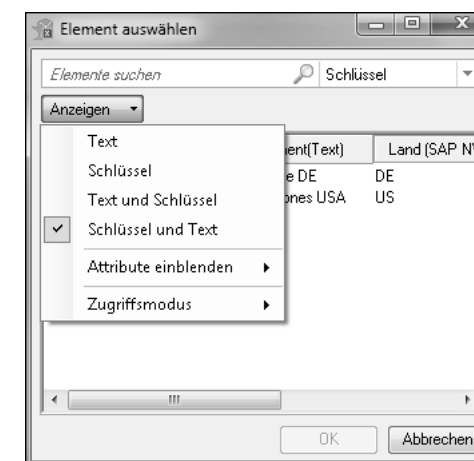 Element auswählen
Elemente suchen Schlüssel
Anzeigen
Text
Schlüssel
Text und Schlüssel
Schlüssel und Text
Attribute einblenden
Zugriffsmodus
ent(Text) Land (SAP N
e DE DE
ones USA US
OK Abbrechen